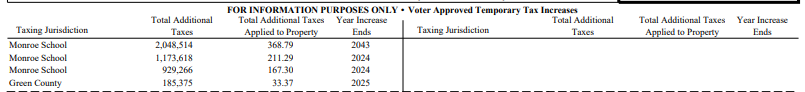 FOR INFORMATION PURPOSES ONLY • Voter Approved Temporary Tax Increases
Total Additional Total Additional Taxes Year Increase Total Additional Total Additional Taxes Year Increase
Taxing Jurisdiction Taxes Applied to Property Ends Taxing Jurisdiction Taxes Applied to Property Ends
Monroe School 2,048,514 368.79 2043
Monroe School 1,173,618 211.29 2024
Monroe School 929,266 167.30 2024
Green County 185,375 33.37 2025